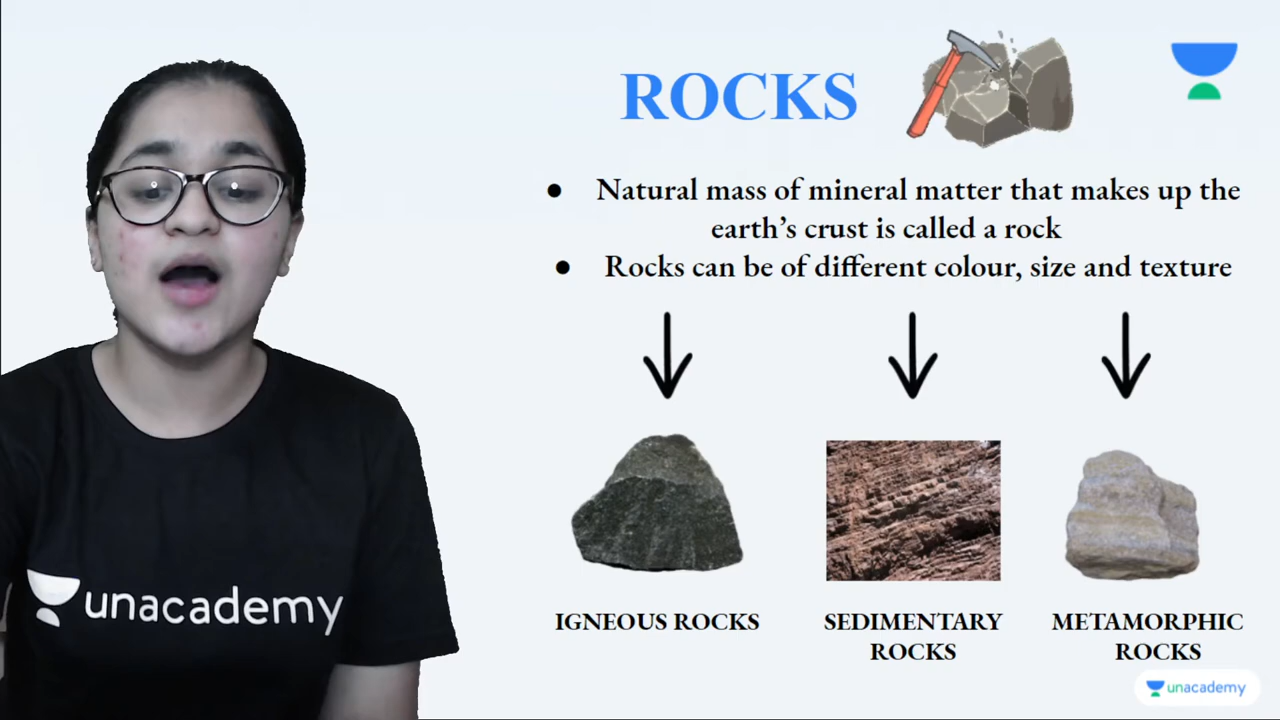 ROCKS
● Natural mass of mineral matter that makes up the
earth’s crust is called a rock
● Rocks can be of different colour, size and texture
IGNEOUS ROCKS
SEDIMENTARY
ROCKS
METAMORPHIC
ROCKS
unacademy
unacademy